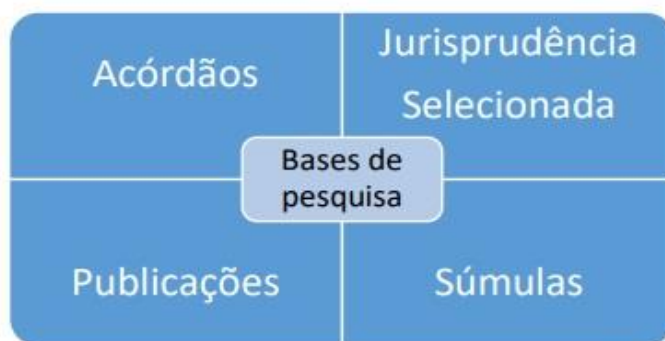 Acórdãos
Jurisprudência
Selecionada
Bases de
pesquisa
Publicações
Súmulas